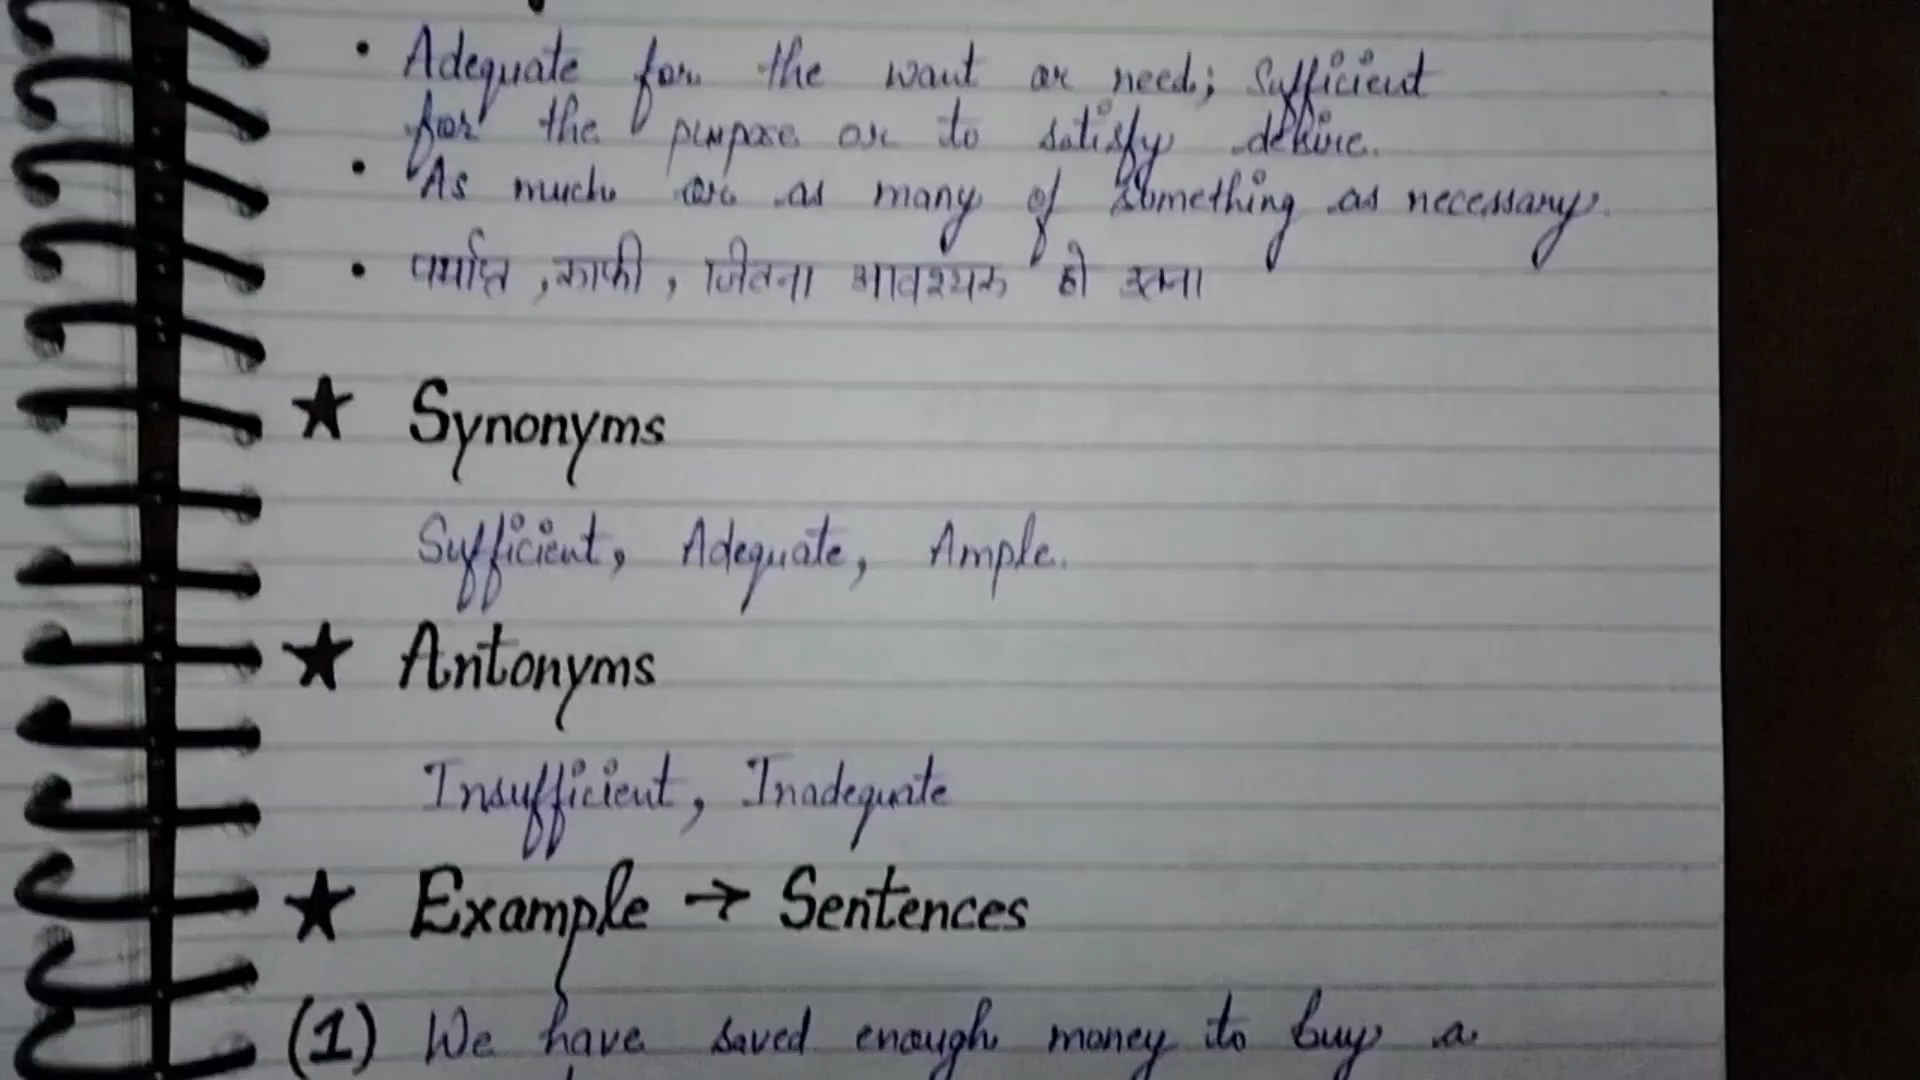 • Adequate for the want or need; Sufficient
for the purpose or to satisfy desire.
• As much or as many of something as necessary.
• पर्याप्त, काफी, जितना आवश्यक हो उतना
★ Synonyms
Sufficient, Adequate, Ample.
★ Antonyms
Insufficient, Inadequate
★ Example → Sentences
(1) We have saved enough money to buy a